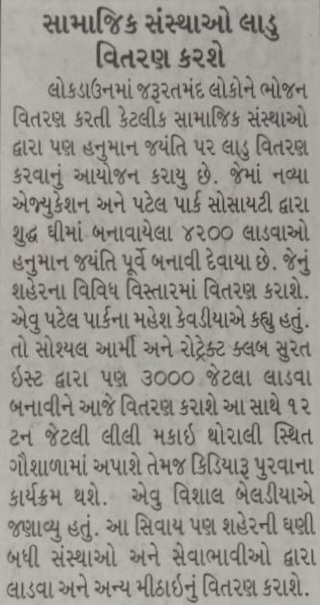 સામાજિક સંસ્થાઓ લાડુ
વિતરણ કરશે
લોકડાઉનમાં જરૂરતમંદ લોકોને ભોજન
વિતરણ કરતી કેટલીક સામાજિક સંસ્થાઓ
દ્વારા પણ હનુમાન જયંતિ પર લાડુ વિતરણ
કરવાનું આયોજન કરાયુ છે. જેમાં નવ્યા
એજ્યુકેશન અને પટેલ પાર્ક સોસાયટી દ્વારા
શુદ્ધ ઘીમાં બનાવાયેલા ૪૨૦૦ લાડવાઓ
હનુમાન જયંતિ પૂર્વે બનાવી દેવાયા છે. જેનું
શહેરના વિવિધ વિસ્તારમાં વિતરણ કરાશે.
એવુ પટેલ પાર્કના મહેશ કેવડીયાએ કહ્યુ હતું.
તો સોશ્યલ આર્મી અને રોટ્રેક્ટ ક્લબ સુરત
ઇસ્ટ દ્વારા પણ ૩૦૦૦ જેટલા લાડવા
બનાવીને આજે વિતરણ કરાશે આ સાથે ૧૨
ટન જેટલી લીલી મકાઇ થોરાલી સ્થિત
ગૌશાળામાં અપાશે તેમજ કિડિયારૂ પુરવાના
કાર્યક્રમ થશે. એવુ વિશાલ બેલડીયાએ
જણાવ્યુ હતું. આ સિવાય પણ શહેરની ઘણી
બધી સંસ્થાઓ અને સેવાભાવીઓ દ્વારા
લાડવા અને અન્ય મીઠાઇનું વિતરણ કરાશે.